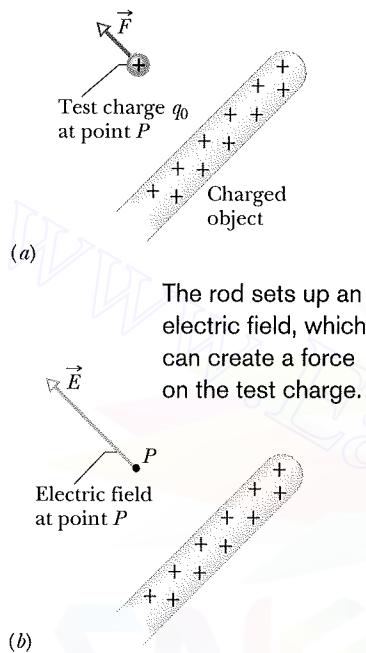 F
Test charge q0
at point P
Charged
object
(a)
The rod sets up an
electric field, which
can create a force
on the test charge.
E
P
Electric field
at point P
(b)